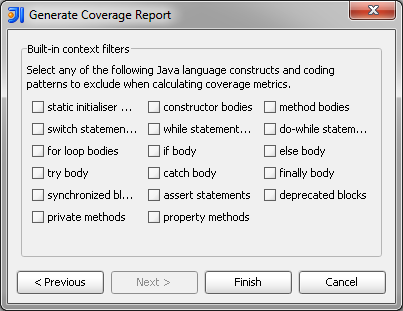 Generate Coverage Report
Built-in context filters
Select any of the following Java language constructs and coding
patterns to exclude when calculating coverage metrics.
static initialiser ... constructor bodies method bodies
switch statemen... while statement... do-while statem...
for loop bodies if body else body
try body catch body finally body
synchronized bl... assert statements deprecated blocks
private methods property methods
< Previous Next > Finish Cancel